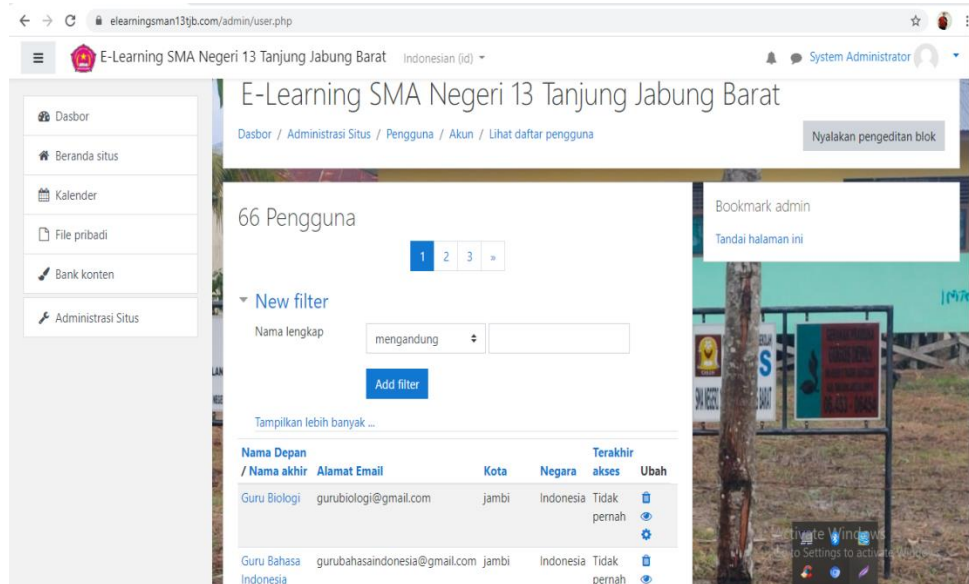 elearningsman13tjb.com/admin/user.php
E-Learning SMA Negeri 13 Tanjung Jabung Barat Indonesian (id)
System Administrator
Dasbor
Beranda situs
Kalender
File pribadi
Bank konten
Administrasi Situs
E-Learning SMA Negeri 13 Tanjung Jabung Barat
Dasbor / Administrasi Situs / Pengguna / Akun / Lihat daftar pengguna
Nyalakan pengeditan blok
66 Pengguna
1 2 3 »
New filter
Nama lengkap mengandung
Add filter
Tampilkan lebih banyak ...
Bookmark admin
Tandai halaman ini
Nama Depan Terakhir
/ Nama akhir Alamat Email Kota Negara akses Ubah
Guru Biologi gurubiologi@gmail.com jambi Indonesia Tidak
pernah
Guru Bahasa gurubahasaindonesia@gmail.com jambi Indonesia Tidak
Indonesia pernah
Activate Windows
to Settings to activate Windows